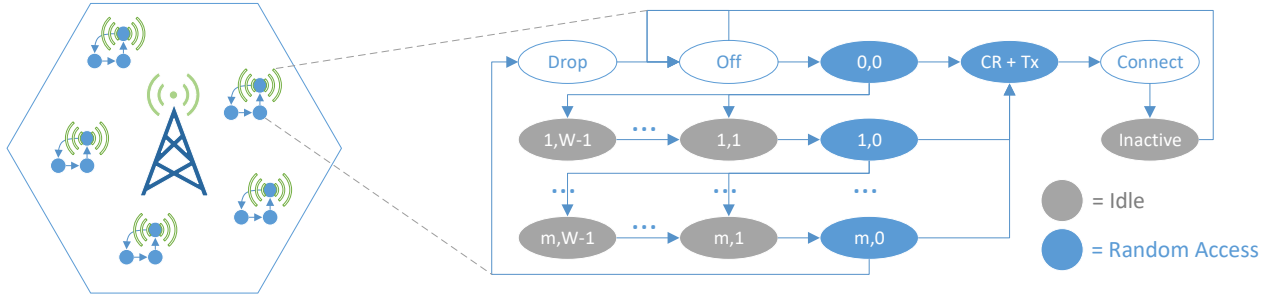 Drop Off 0,0 CR + Tx Connect
1,W-1 ... 1,1 1,0 Inactive
... ... ...
= Idle
m,W-1 ... m,1 m,0
= Random Access